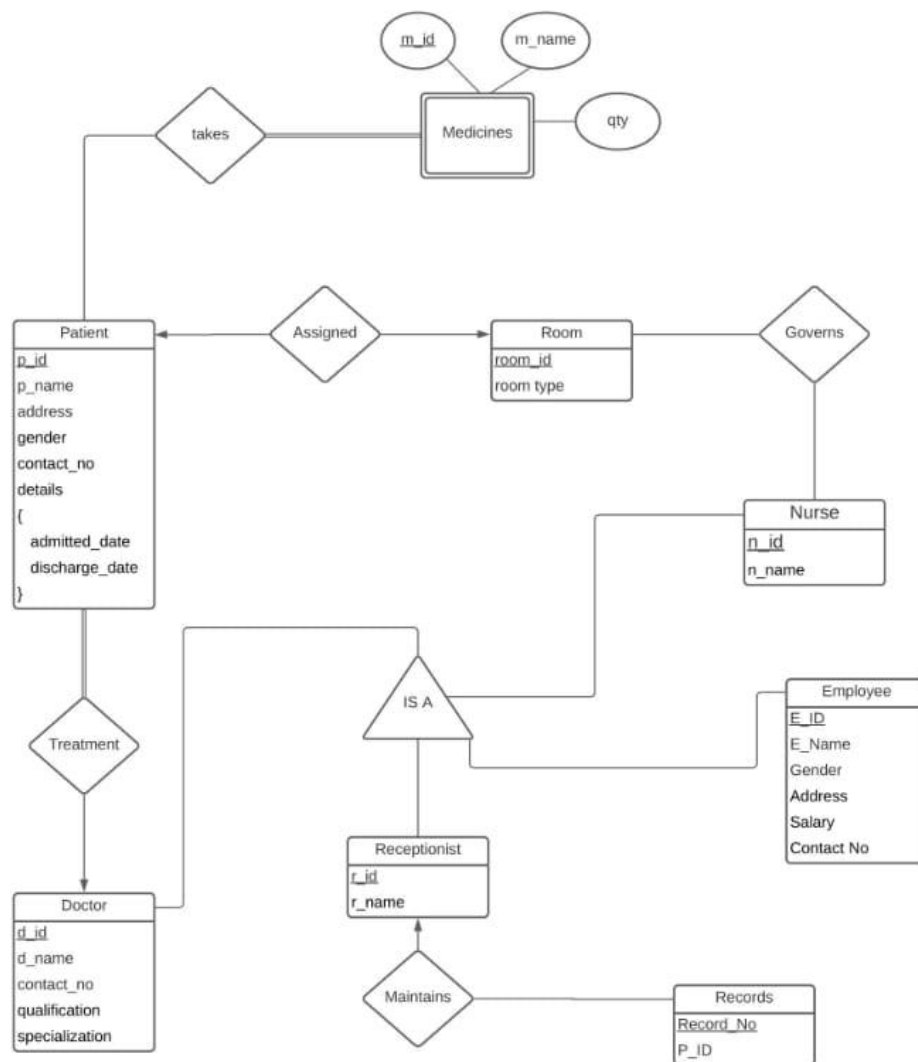 m_id
m_name
qty
Medicines
takes
Patient
p_id
p_name
address
gender
contact_no
details
{
admitted_date
discharge_date
}
Assigned
Room
room_id
room type
Governs
Nurse
n_id
n_name
IS A
Employee
E_ID
E_Name
Gender
Address
Salary
Contact No
Treatment
Receptionist
r_id
r_name
Doctor
d_id
d_name
contact_no
qualification
specialization
Maintains
Records
Record_No
P_ID